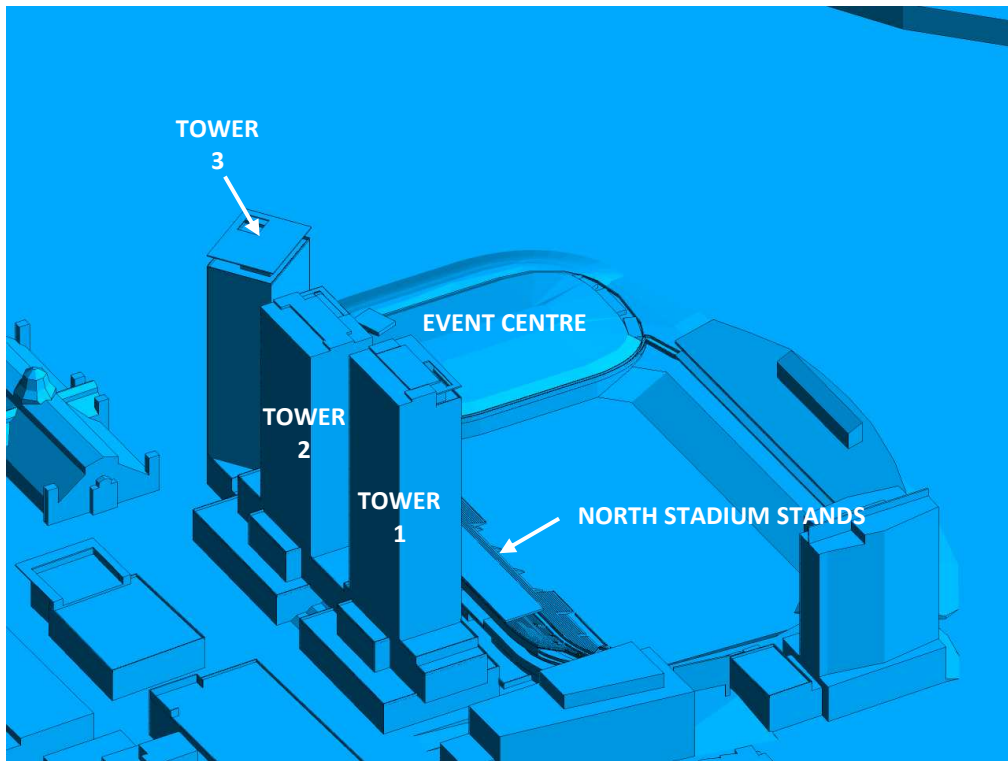 TOWER
3
EVENT CENTRE
TOWER
2
TOWER
1
NORTH STADIUM STANDS